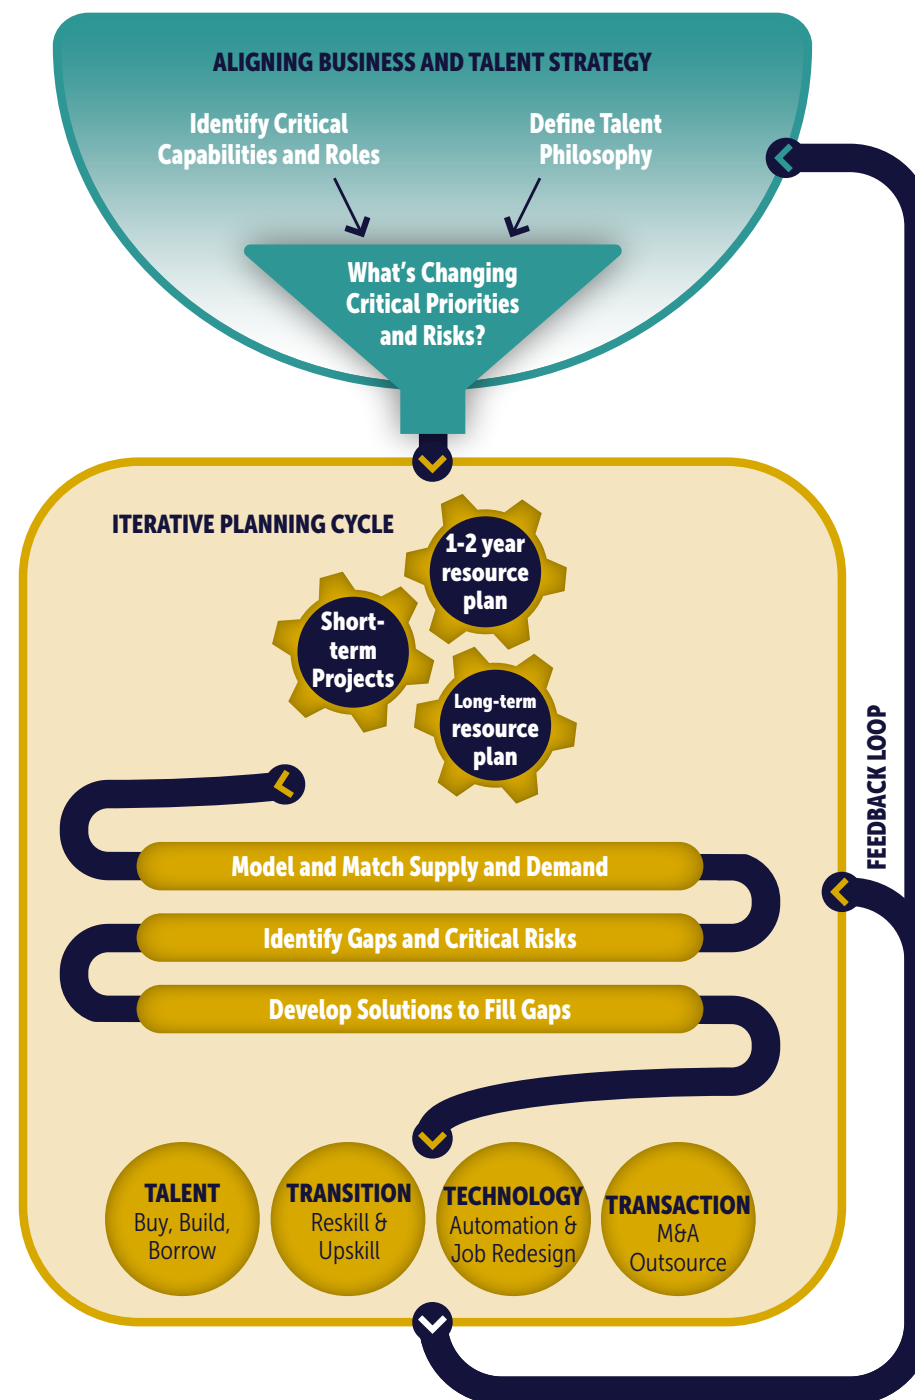 ALIGNING BUSINESS AND TALENT STRATEGY
Identify Critical
Capabilities and Roles
Define Talent
Philosophy
What's Changing
Critical Priorities
and Risks?
ITERATIVE PLANNING CYCLE
1-2 year
resource
plan
Short-
term
Projects
Long-term
resource
plan
FEEDBACK LOOP
Model and Match Supply and Demand
Identify Gaps and Critical Risks
Develop Solutions to Fill Gaps
TALENT
Buy, Build,
Borrow
TRANSITION
Reskill &
Upskill
TECHNOLOGY
Automation &
Job Redesign
TRANSACTION
M&A
Outsource